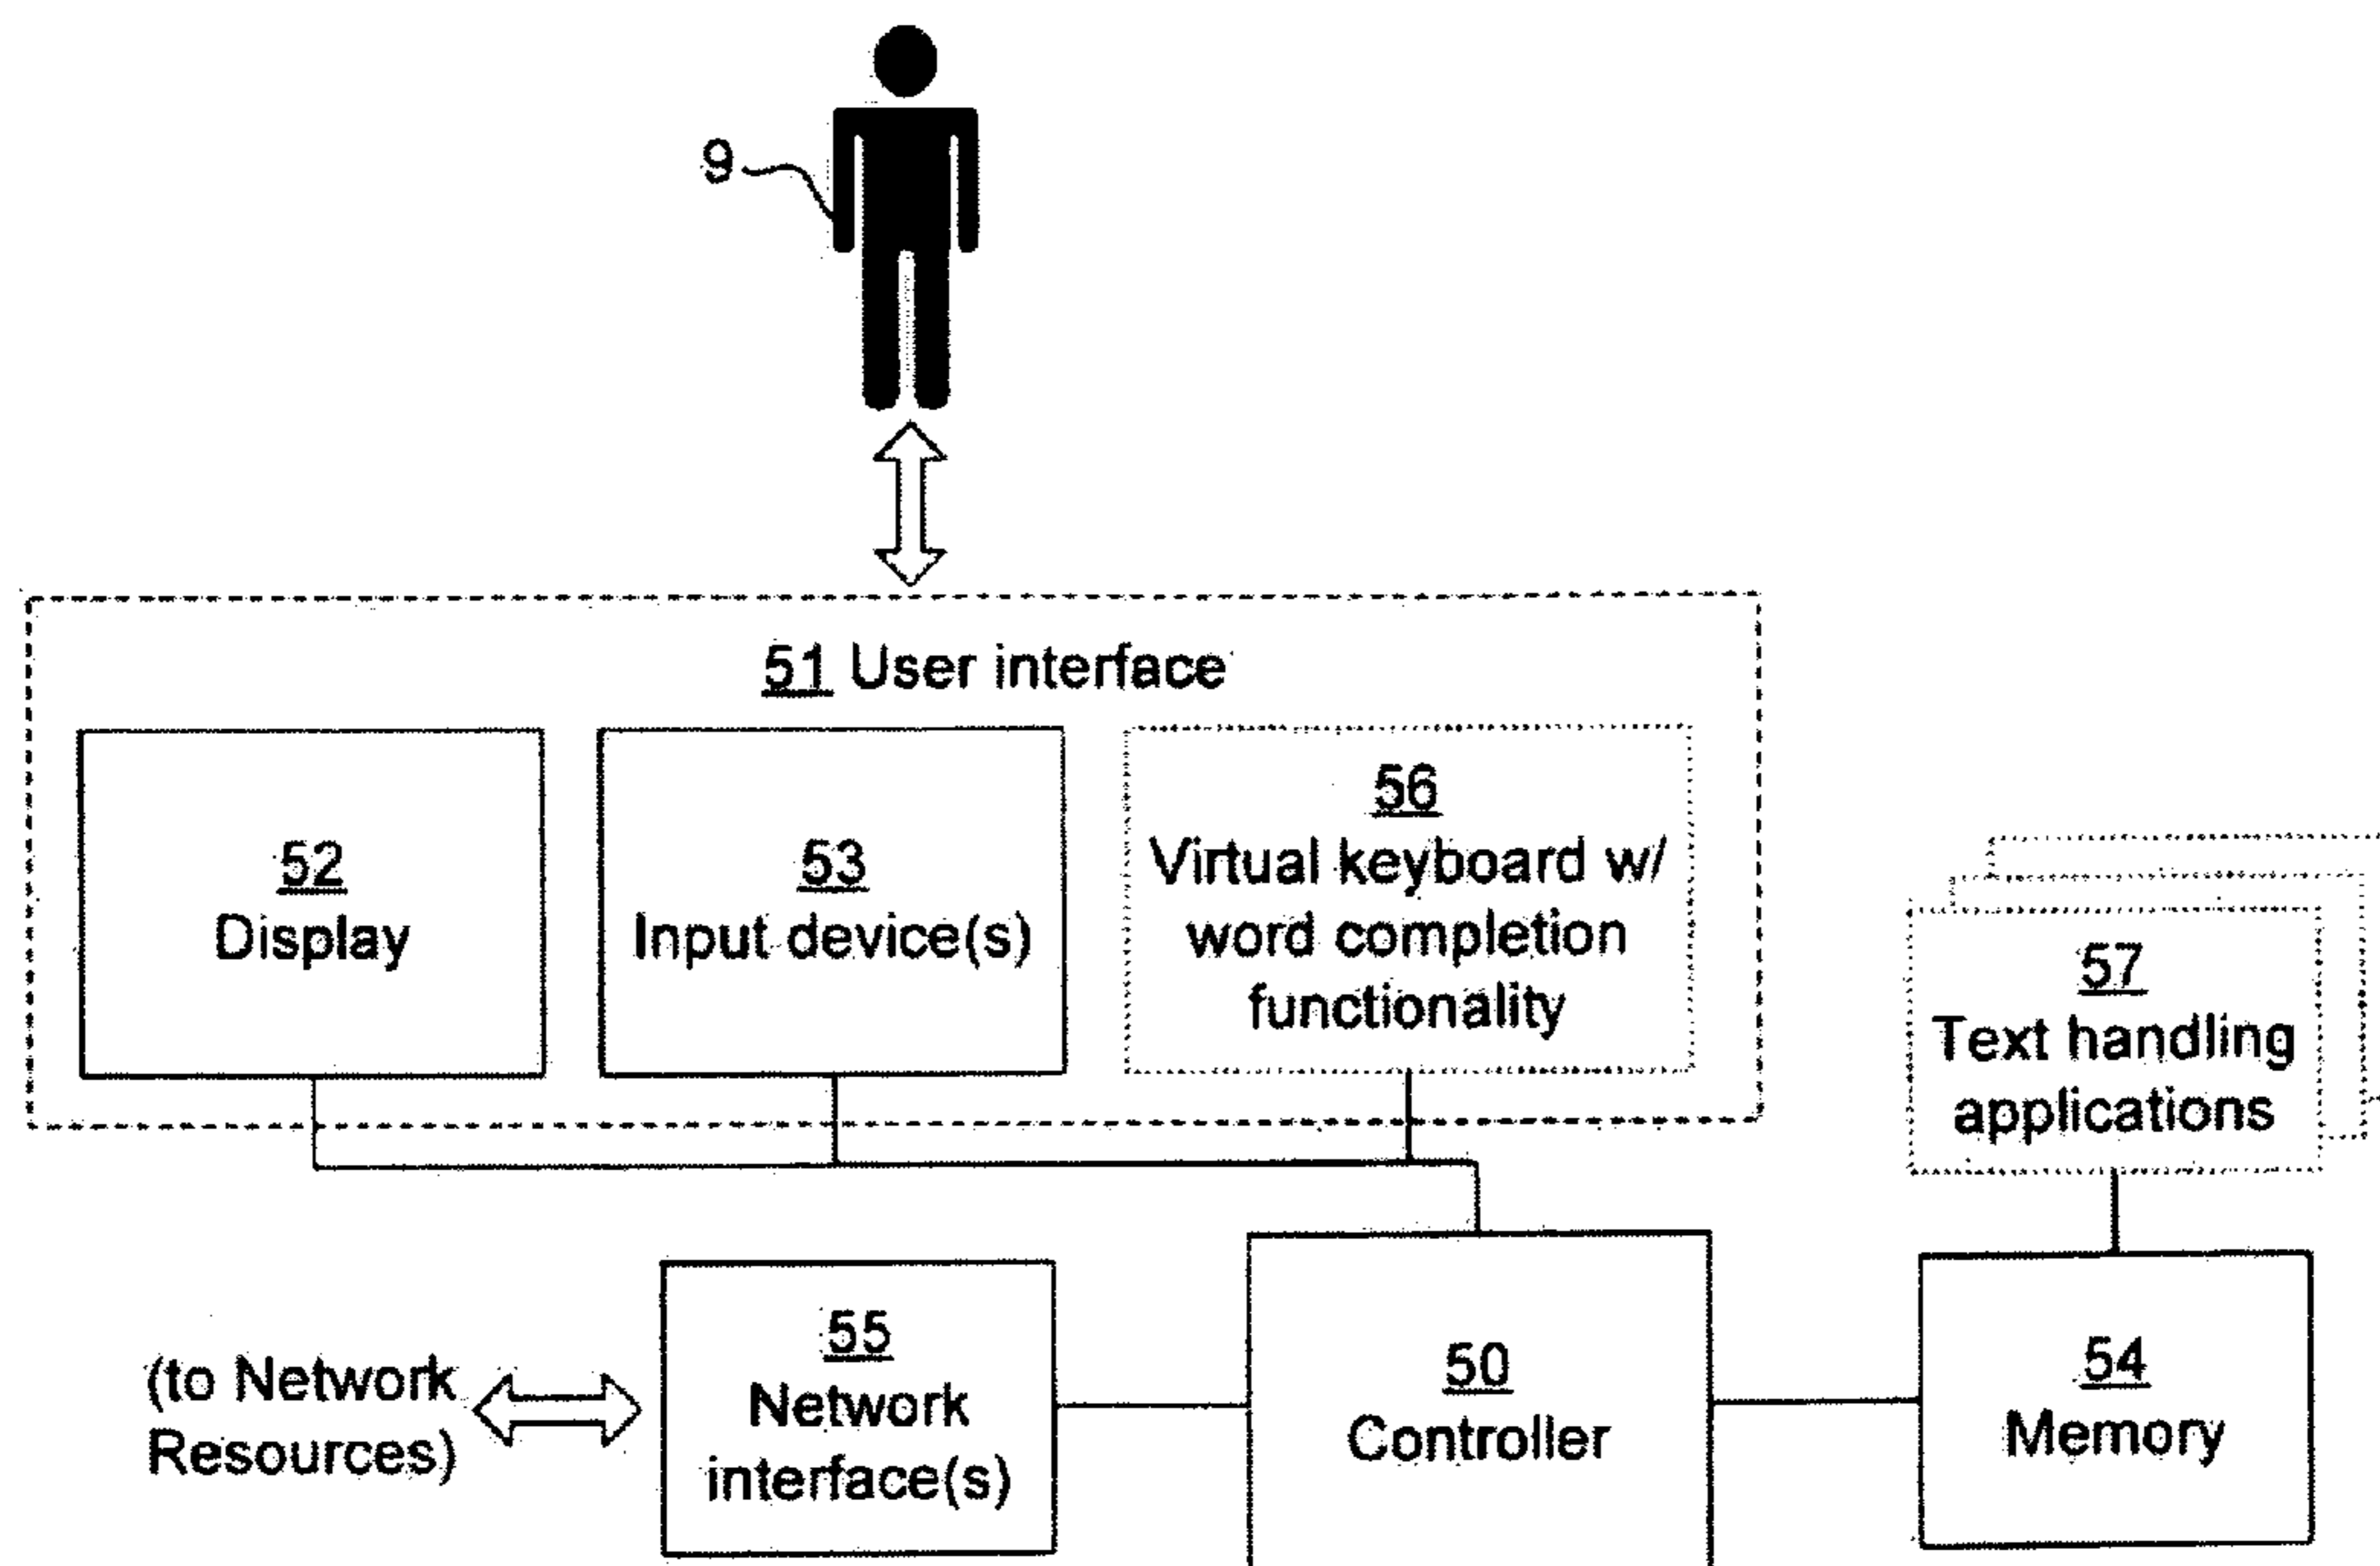 9
51 User interface
52
Display
53
Input device(s)
56
Virtual keyboard w/
word completion
functionality
57
Text handling
applications
(to Network
Resources)
55
Network
interface(s)
50
Controller
54
Memory